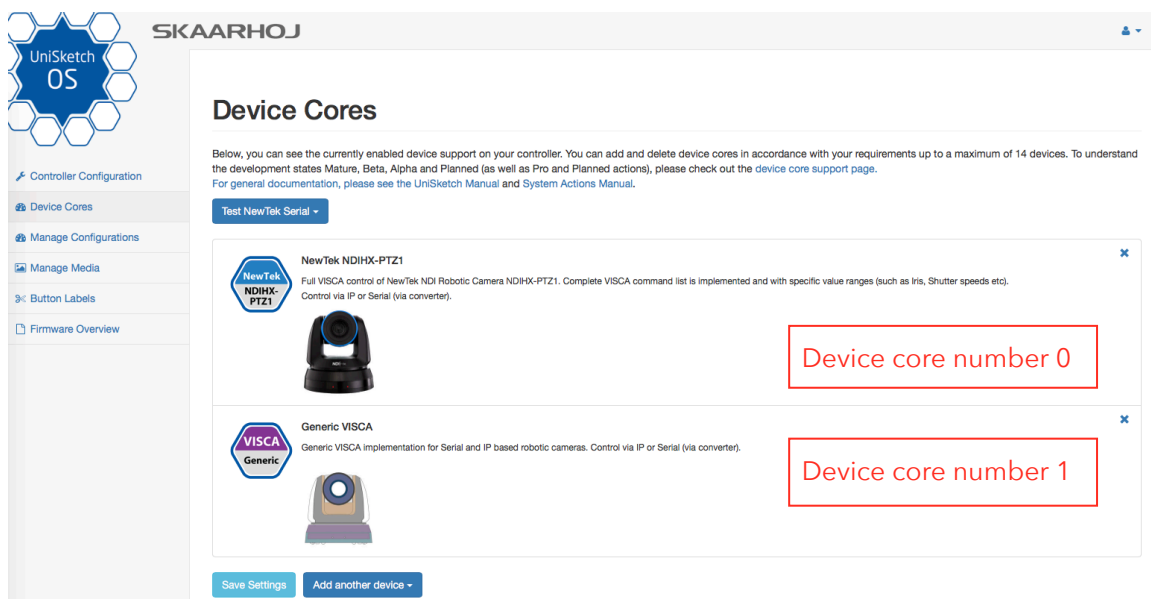 SKAARHOJ
UniSketch
OS
Controller Configuration
Device Cores
Manage Configurations
Manage Media
Button Labels
Firmware Overview
Device Cores
Below, you can see the currently enabled device support on your controller. You can add and delete device cores in accordance with your requirements up to a maximum of 14 devices. To understand
the development states Mature, Beta, Alpha and Planned (as well as Pro and Planned actions), please check out the device core support page.
For general documentation, please see the UniSketch Manual and System Actions Manual.
Test NewTek Serial
NewTek
NDIHX-
PTZ1
NewTek NDIHX-PTZ1
Full VISCA control of NewTek NDI Robotic Camera NDIHX-PTZ1. Complete VISCA command list is implemented and with specific value ranges (such as Iris, Shutter speeds etc).
Control via IP or Serial (via converter).
Device core number 0
VISCA
Generic
Generic VISCA
Generic VISCA implementation for Serial and IP based robotic cameras. Control via IP or Serial (via converter).
Device core number 1
Save Settings
Add another device